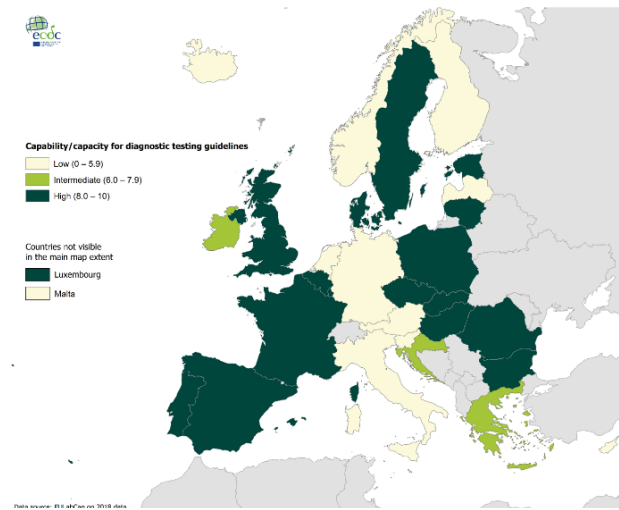 ecdc
Capability/capacity for diagnostic testing guidelines
Low (0 – 5.9)
Intermediate (6.0 – 7.9)
High (8.0 – 10)
Countries not visible
in the main map extent
Luxembourg
Malta
Data source: EULabCap on 2018 data